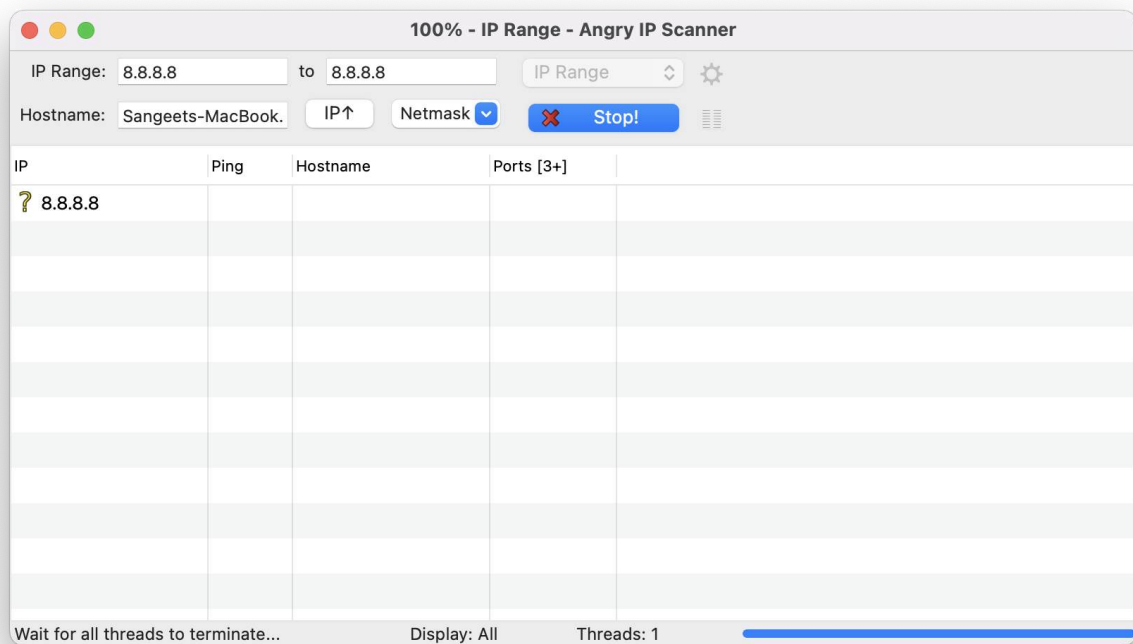 100% - IP Range - Angry IP Scanner
IP Range: 8.8.8.8 to 8.8.8.8 IP Range
Hostname: Sangeets-MacBook. IP↑ Netmask Stop!
IP Ping Hostname Ports [3+]
8.8.8.8
Wait for all threads to terminate... Display: All Threads: 1